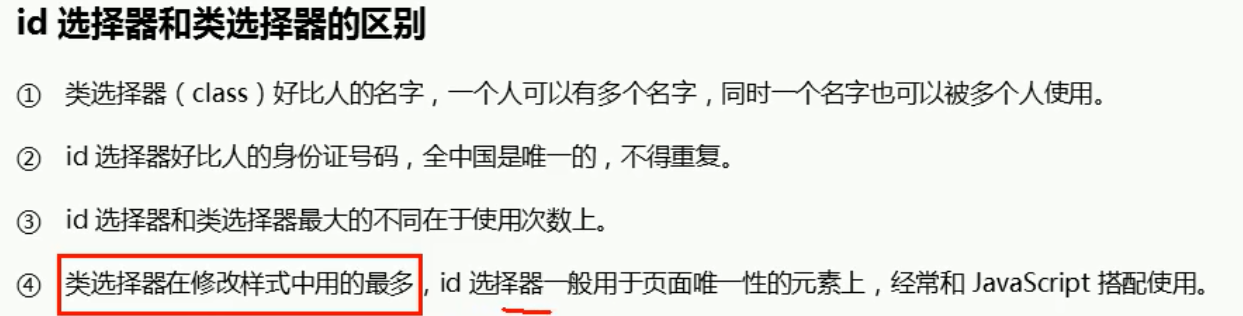 id 选择器和类选择器的区别
① 类选择器（class）好比人的名字，一个人可以有多个名字，同时一个名字也可以被多个人使用。
② id 选择器好比人的身份证号码，全中国是唯一的，不得重复。
③ id 选择器和类选择器最大的不同在于使用次数上。
④ 类选择器在修改样式中用的最多，id 选择器一般用于页面唯一性的元素上，经常和 JavaScript 搭配使用。